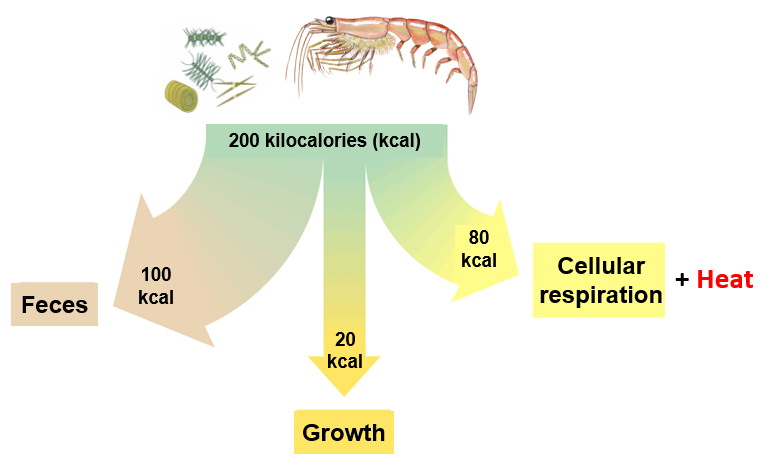 200 kilocalories (kcal)
80
kcal
100
kcal
Cellular
respiration
+ Heat
Feces
20
kcal
Growth